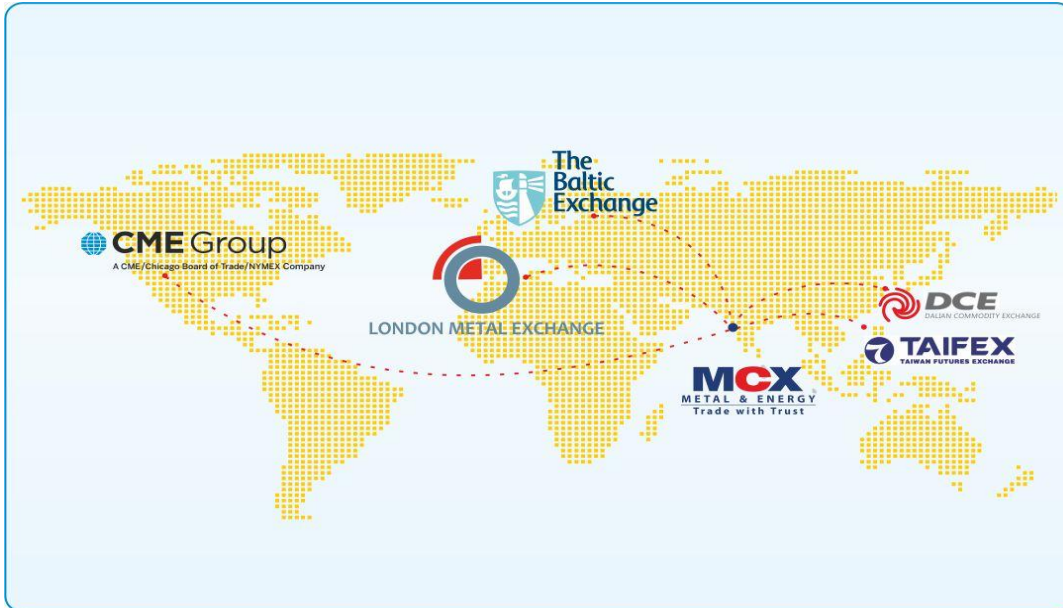 The
Baltic
Exchange
CME Group
A CME/Chicago Board of Trade/NYMEX Company
LONDON METAL EXCHANGE
DCE
DALIAN COMMODITY EXCHANGE
TAIFEX
TAIWAN FUTURES EXCHANGE
MCX
METAL & ENERGY
Trade with Trust